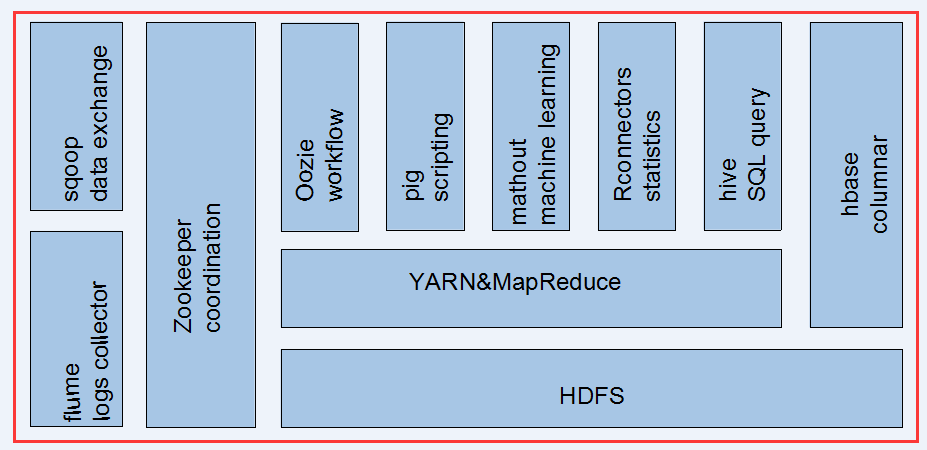 sqoop
data exchange
flume
logs collector
Zookeeper
coordination
Oozie
workflow
pig
scripting
mathout
machine learning
Rconnectors
statistics
hive
SQL query
hbase
columnar
YARN&MapReduce
HDFS